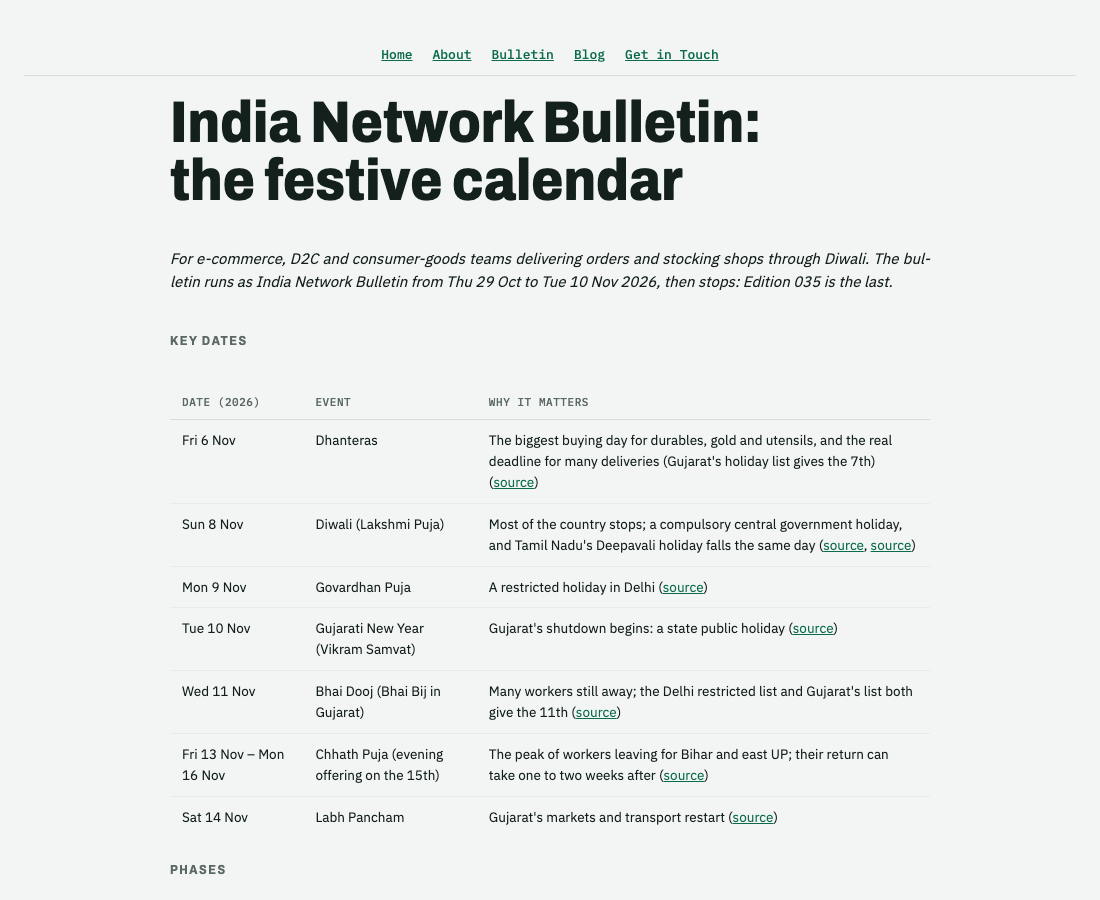 Home About Bulletin Blog Get in Touch
India Network Bulletin:
the festive calendar
For e-commerce, D2C and consumer-goods teams delivering orders and stocking shops through Diwali. The bul-
letin runs as India Network Bulletin from Thu 29 Oct to Tue 10 Nov 2026, then stops: Edition 035 is the last.
KEY DATES
DATE (2026) EVENT WHY IT MATTERS
Fri 6 Nov Dhanteras The biggest buying day for durables, gold and utensils, and the real
deadline for many deliveries (Gujarat's holiday list gives the 7th)
(source)
Sun 8 Nov Diwali (Lakshmi Puja) Most of the country stops; a compulsory central government holiday,
and Tamil Nadu's Deepavali holiday falls the same day (source, source)
Mon 9 Nov Govardhan Puja A restricted holiday in Delhi (source)
Tue 10 Nov Gujarati New Year Gujarat's shutdown begins: a state public holiday (source)
(Vikram Samvat)
Wed 11 Nov Bhai Dooj (Bhai Bij in Many workers still away; the Delhi restricted list and Gujarat's list both
Gujarat) give the 11th (source)
Fri 13 Nov – Mon Chhath Puja (evening The peak of workers leaving for Bihar and east UP; their return can
16 Nov offering on the 15th) take one to two weeks after (source)
Sat 14 Nov Labh Pancham Gujarat's markets and transport restart (source)
PHASES